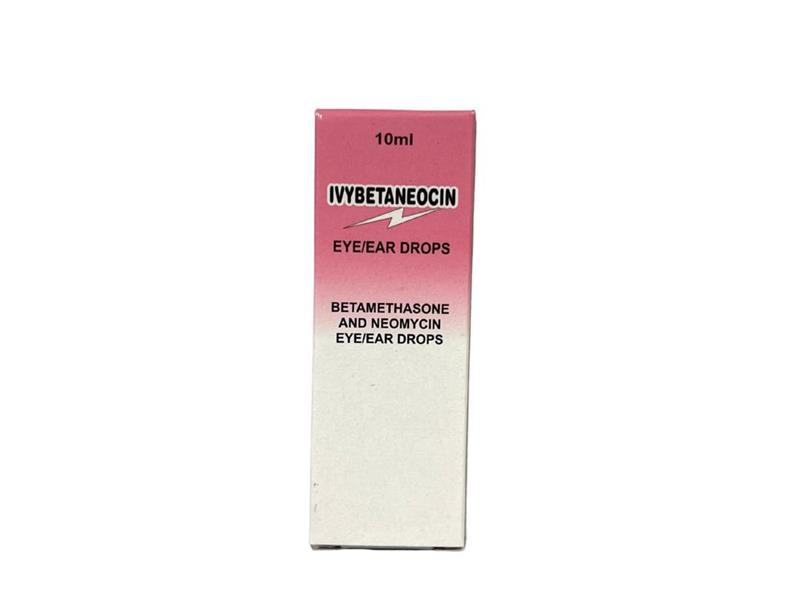 10ml
IVYBETANEOCIN
EYE/EAR DROPS
BETAMETHASONE
AND NEOMYCIN
EYE/EAR DROPS